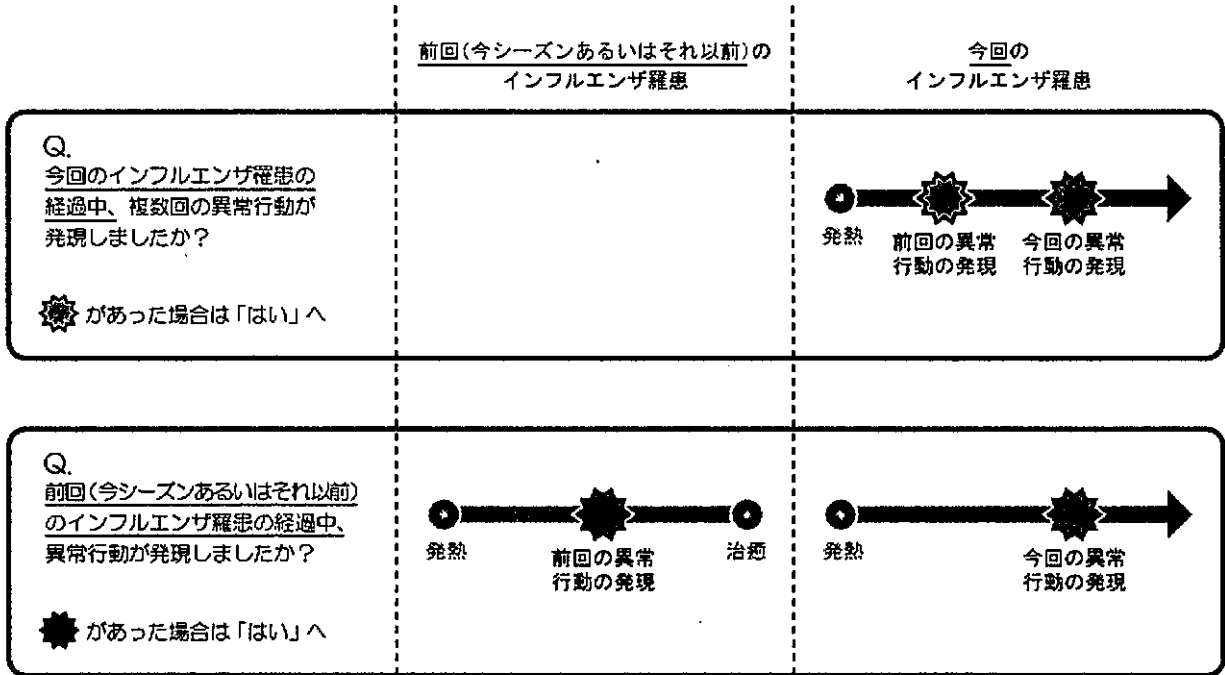 前回(今シーズンあるいはそれ以前)の
インフルエンザ羅患
今回の
インフルエンザ羅患
Q.
今回のインフルエンザ罹患の
経過中、複数回の異常行動が
発現しましたか?
があった場合は「はい」へ
発熱
前回の異常
行動の発現
今回の異常
行動の発現
Q.
前回(今シーズンあるいはそれ以前)
のインフルエンザ羅患の経過中、
異常行動が発現しましたか?
があった場合は「はい」へ
発熱
前回の異常
行動の発現
治癒
発熱
今回の異常
行動の発現